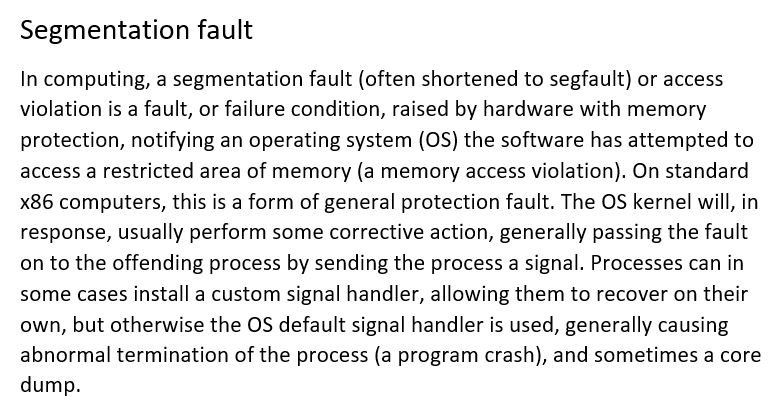 Segmentation fault
In computing, a segmentation fault (often shortened to segfault) or access
violation is a fault, or failure condition, raised by hardware with memory
protection, notifying an operating system (OS) the software has attempted to
access a restricted area of memory (a memory access violation). On standard
x86 computers, this is a form of general protection fault. The OS kernel will, in
response, usually perform some corrective action, generally passing the fault
on to the offending process by sending the process a signal. Processes can in
some cases install a custom signal handler, allowing them to recover on their
own, but otherwise the OS default signal handler is used, generally causing
abnormal termination of the process (a program crash), and sometimes a core
dump.